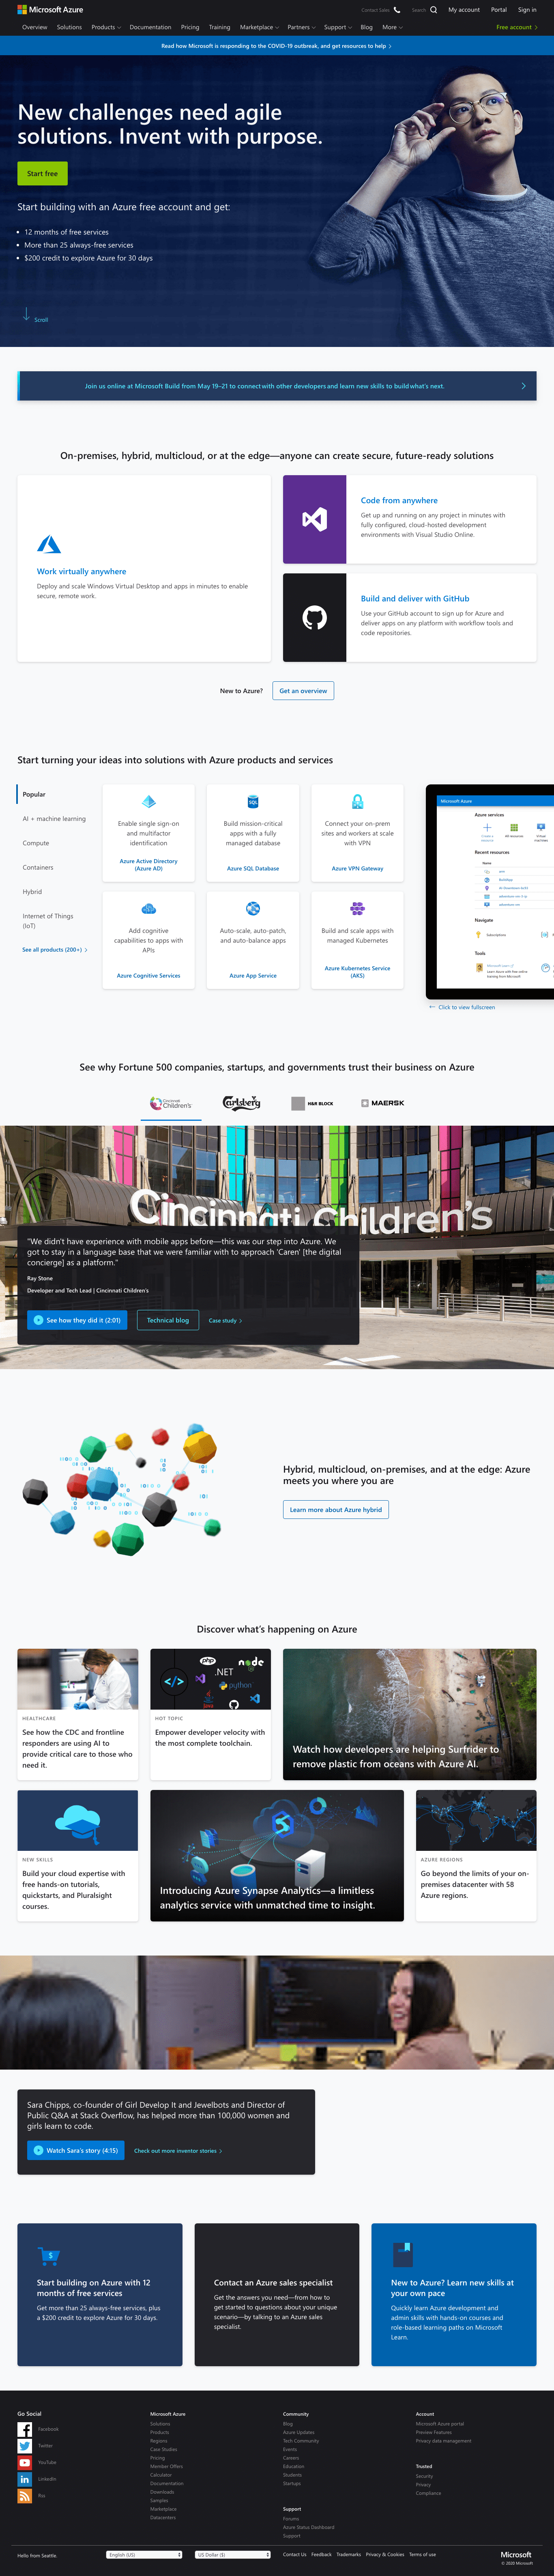 Microsoft Azure
Contact Sales
Search
My account
Portal
Sign in
Overview
Solutions
Products
Documentation
Pricing
Training
Marketplace
Partners
Support
Blog
More
Free account
Read how Microsoft is responding to the COVID-19 outbreak, and get resources to help
New challenges need agile
solutions. Invent with purpose.
Start free
Start building with an Azure free account and get:
12 months of free services
More than 25 always-free services
$200 credit to explore Azure for 30 days
Scroll
Join us online at Microsoft Build from May 19–21 to connect with other developers and learn new skills to build what's next.
On-premises, hybrid, multicloud, or at the edge—anyone can create secure, future-ready solutions
Work virtually anywhere
Deploy and scale Windows Virtual Desktop and apps in minutes to enable
secure, remote work.
Code from anywhere
Get up and running on any project in minutes with
fully configured, cloud-hosted development
environments with Visual Studio Online.
Build and deliver with GitHub
Use your GitHub account to sign up for Azure and
deliver apps on any platform with workflow tools and
code repositories.
New to Azure?
Get an overview
Start turning your ideas into solutions with Azure products and services
Popular
AI + machine learning
Compute
Containers
Hybrid
Internet of Things
(IoT)
See all products (200+)
Enable single sign-on
and multifactor
identification
Azure Active Directory
(Azure AD)
SQL
Build mission-critical
apps with a fully
managed database
Azure SQL Database
Connect your on-prem
sites and workers at scale
with VPN
Azure VPN Gateway
Add cognitive
capabilities to apps with
APIs
Azure Cognitive Services
Auto-scale, auto-patch,
and auto-balance apps
Azure App Service
Build and scale apps with
managed Kubernetes
Azure Kubernetes Service
(AKS)
Microsoft Azure
Azure services
Create a
resource
All resources
Virtual
machines
Recent resources
Name
Navigate
Subscriptions
Tools
Microsoft Learn
Learn Azure with free online
training from Microsoft
Click to view fullscreen
See why Fortune 500 companies, startups, and governments trust their business on Azure
Cincinnati
Children's
Carlsberg
H&R BLOCK
MAERSK
Cincinnati Children's
"We didn't have experience with mobile apps before—this was our step into Azure. We
got to stay in a language base that we were familiar with to approach 'Caren' [the digital
concierge] as a platform."
Ray Stone
Developer and Tech Lead | Cincinnati Children's
See how they did it (2:01)
Technical blog
Case study
Hybrid, multicloud, on-premises, and at the edge: Azure
meets you where you are
Learn more about Azure hybrid
Discover what's happening on Azure
HEALTHCARE
See how the CDC and frontline
responders are using AI to
provide critical care to those who
need it.
php
node
.NET
python
Java
HOT TOPIC
Empower developer velocity with
the most complete toolchain.
Watch how developers are helping Surfrider to
remove plastic from oceans with Azure AI.
NEW SKILLS
Build your cloud expertise with
free hands-on tutorials,
quickstarts, and Pluralsight
courses.
Introducing Azure Synapse Analytics—a limitless
analytics service with unmatched time to insight.
AZURE REGIONS
Go beyond the limits of your on-
premises datacenter with 58
Azure regions.
Sara Chipps, co-founder of Girl Develop It and Jewelbots and Director of
Public Q&A at Stack Overflow, has helped more than 100,000 women and
girls learn to code.
Watch Sara's story (4:15)
Check out more inventor stories
$
Start building on Azure with 12
months of free services
Get more than 25 always-free services, plus
a $200 credit to explore Azure for 30 days.
Contact an Azure sales specialist
Get the answers you need—from how to
get started to questions about your unique
scenario—by talking to an Azure sales
specialist.
New to Azure? Learn new skills at
your own pace
Quickly learn Azure development and
admin skills with hands-on courses and
role-based learning paths on Microsoft
Learn.
Go Social
Facebook
Twitter
YouTube
LinkedIn
Rss
Microsoft Azure
Solutions
Products
Regions
Case Studies
Pricing
Member Offers
Calculator
Documentation
Downloads
Samples
Marketplace
Datacenters
Community
Blog
Azure Updates
Tech Community
Events
Careers
Education
Students
Startups
Support
Forums
Azure Status Dashboard
Support
Account
Microsoft Azure portal
Preview Features
Privacy data management
Trusted
Security
Privacy
Compliance
Hello from Seattle.
English (US)
US Dollar ($)
Contact Us
Feedback
Trademarks
Privacy & Cookies
Terms of use
Microsoft
© 2020 Microsoft